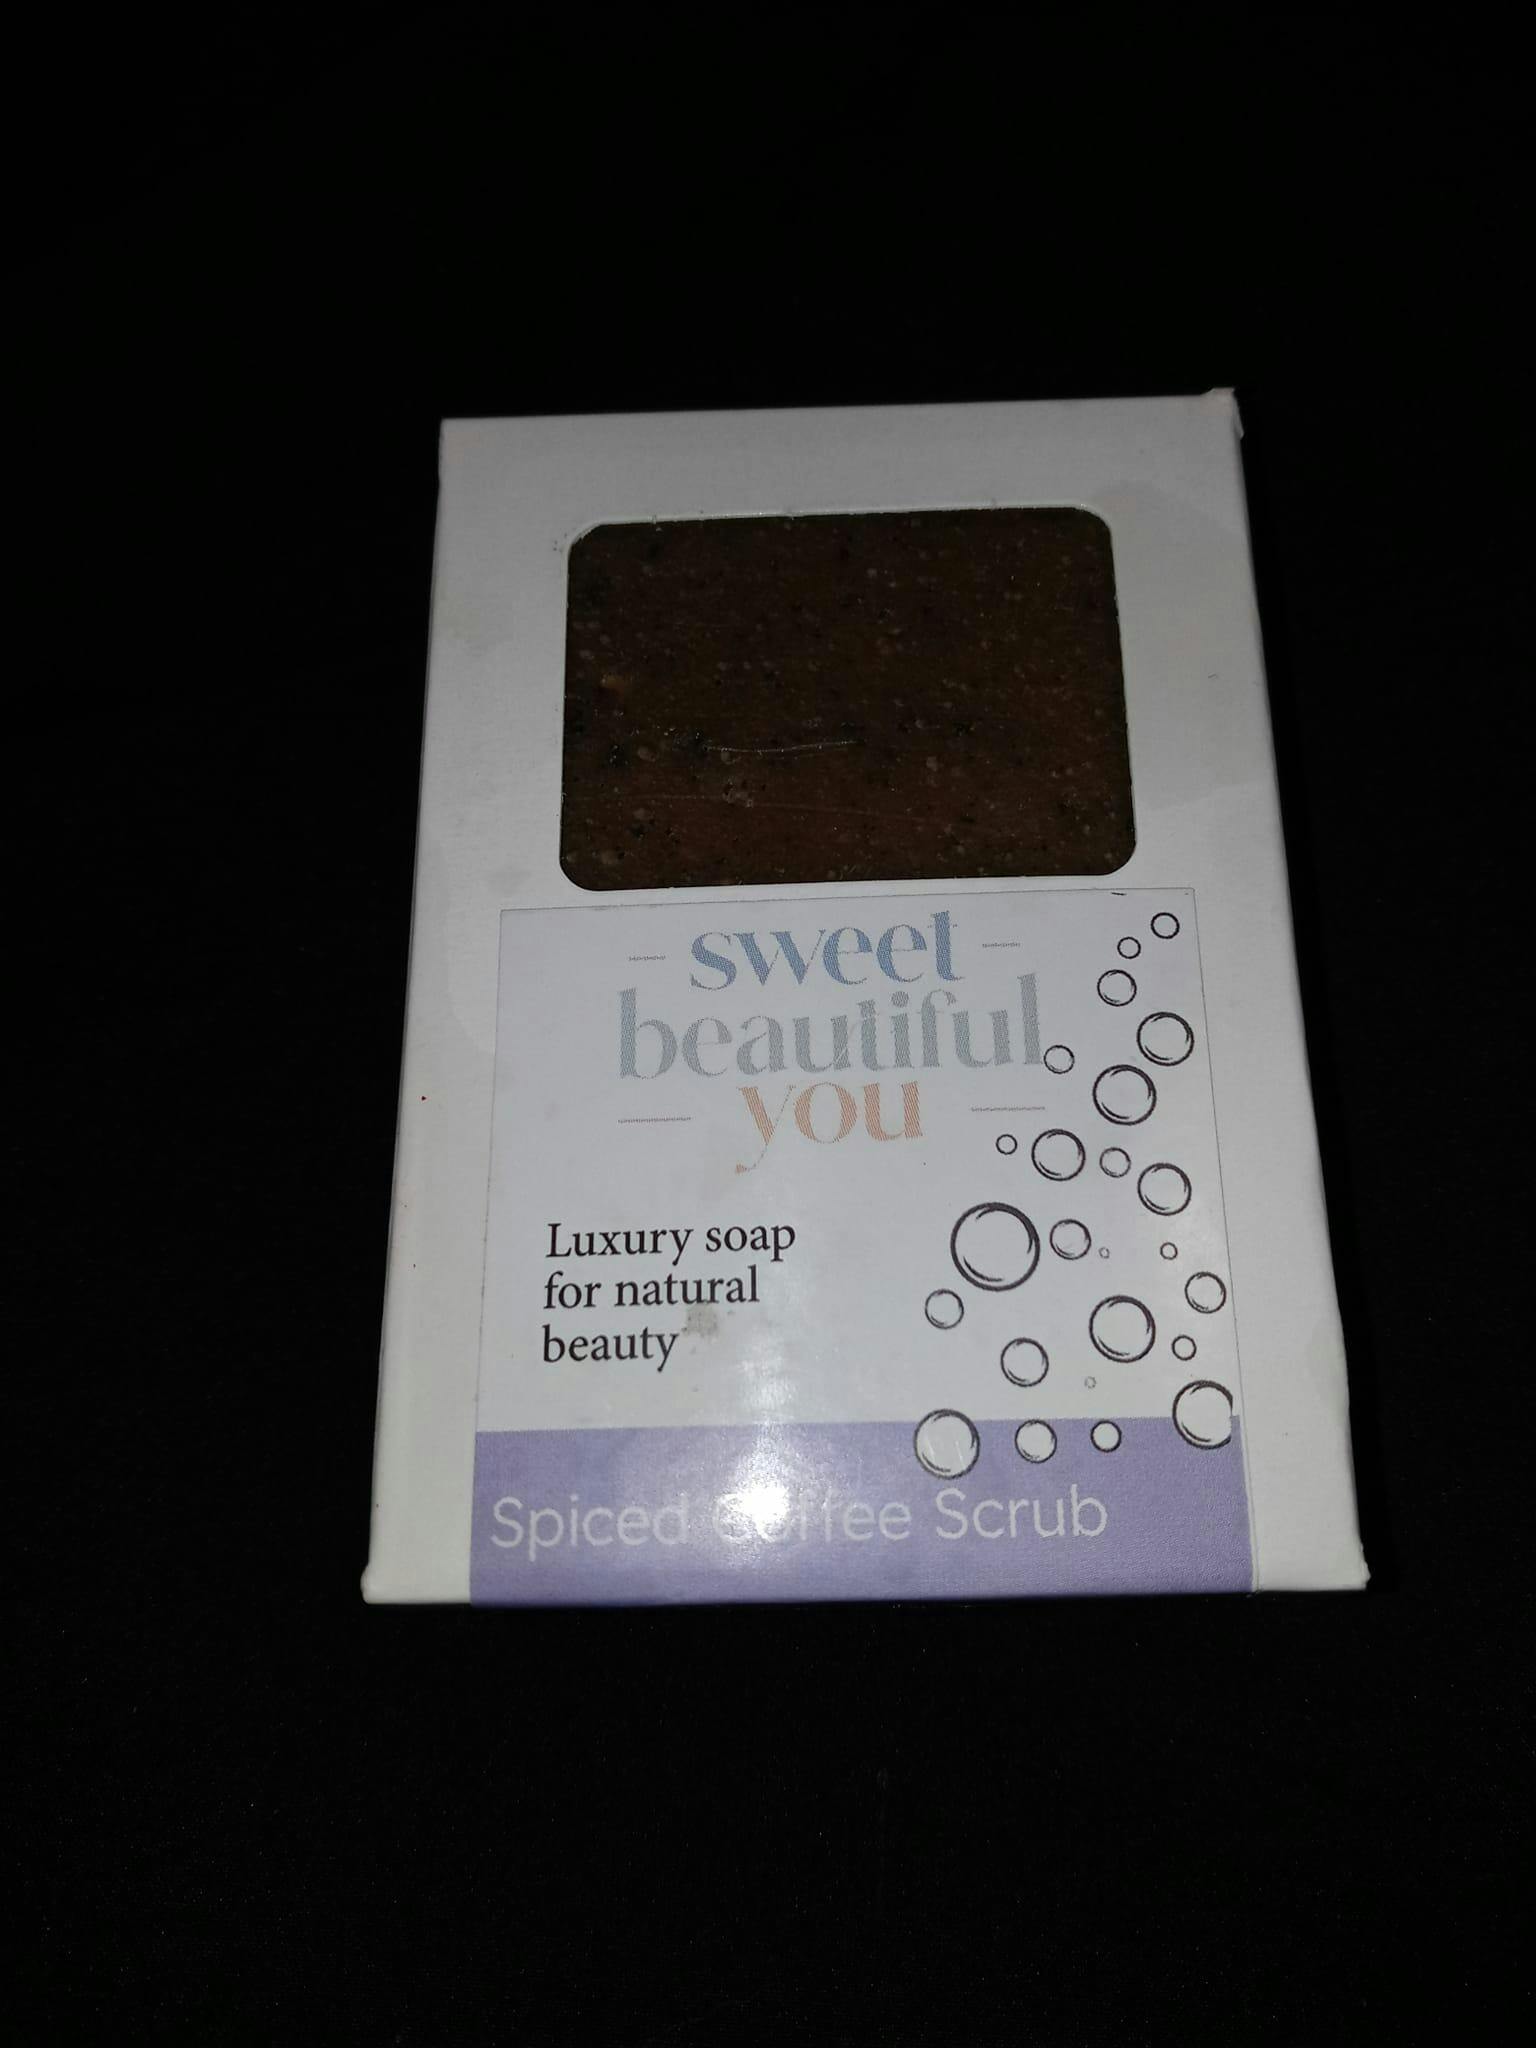 sweet
beautiful
you
Luxury soap
for natural
beauty
Spiced Coffee Scrub